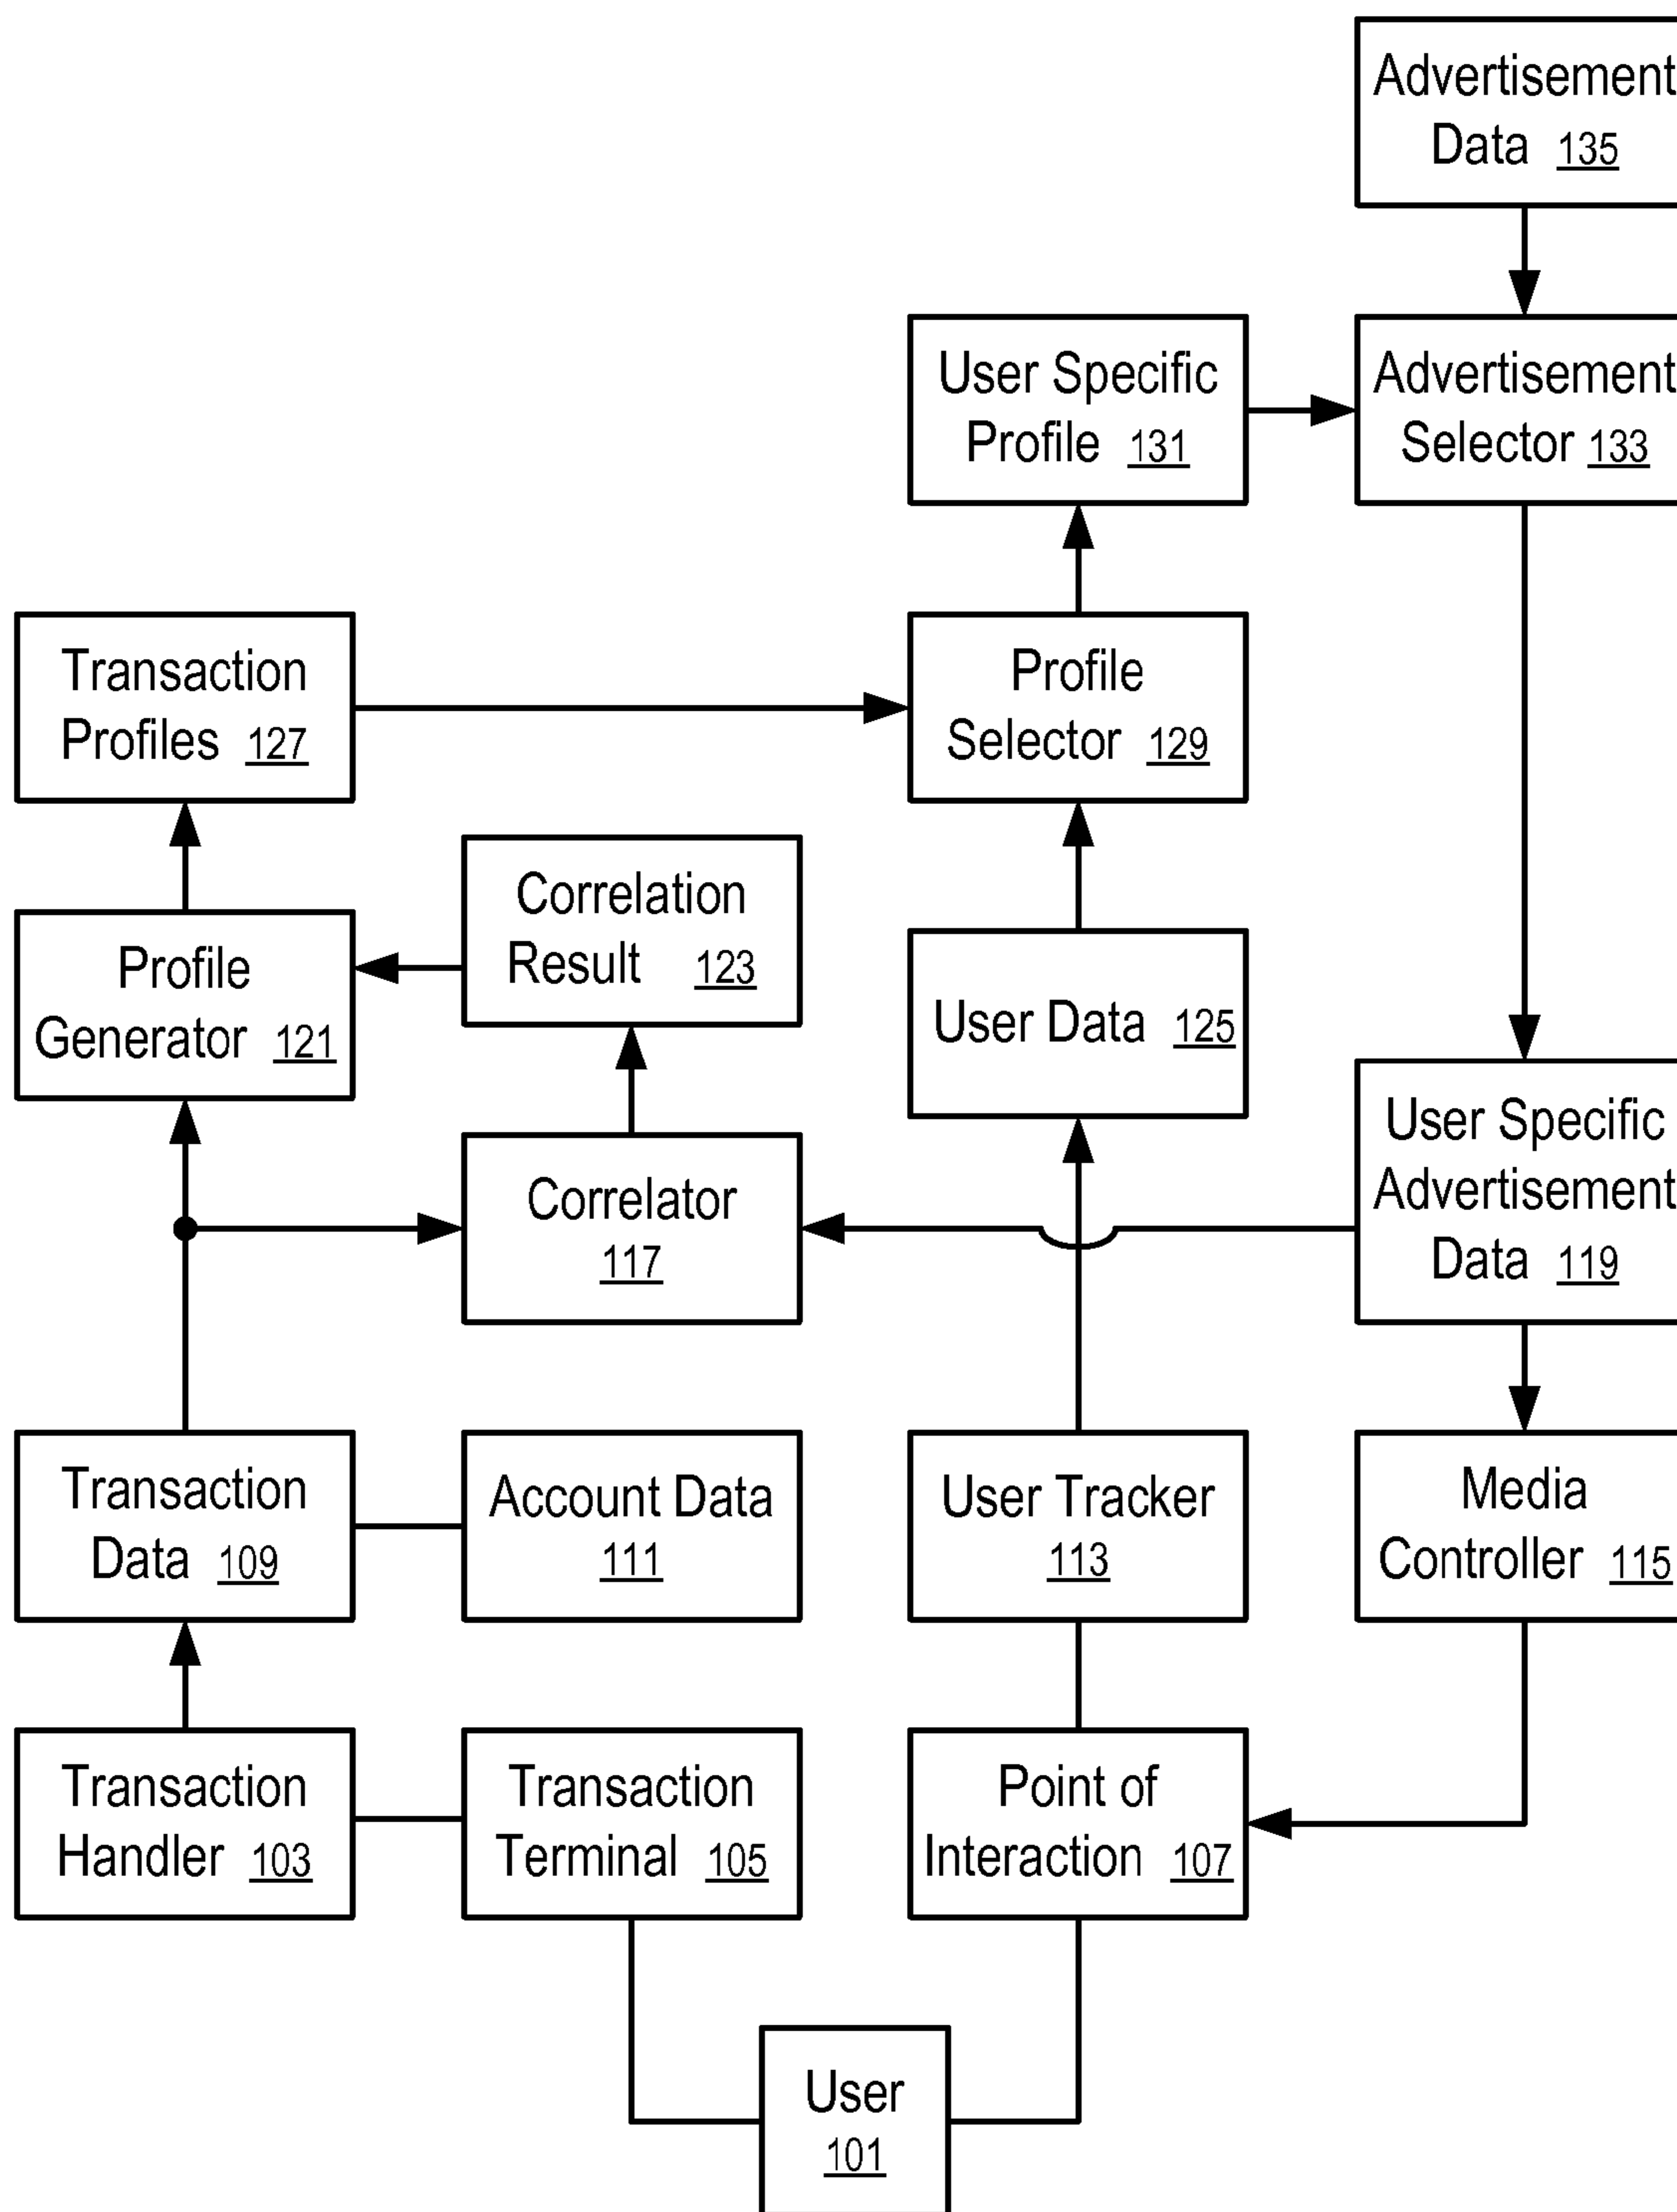 Advertisement
Data 135
User Specific
Profile 131
Advertisement
Selector 133
Transaction
Profiles 127
Profile
Selector 129
Correlation
Result 123
Profile
Generator 121
User Data 125
User Specific
Advertisement
Data 119
Correlator
117
Transaction
Data 109
Account Data
111
User Tracker
113
Media
Controller 115
Transaction
Handler 103
Transaction
Terminal 105
Point of
Interaction 107
User
101